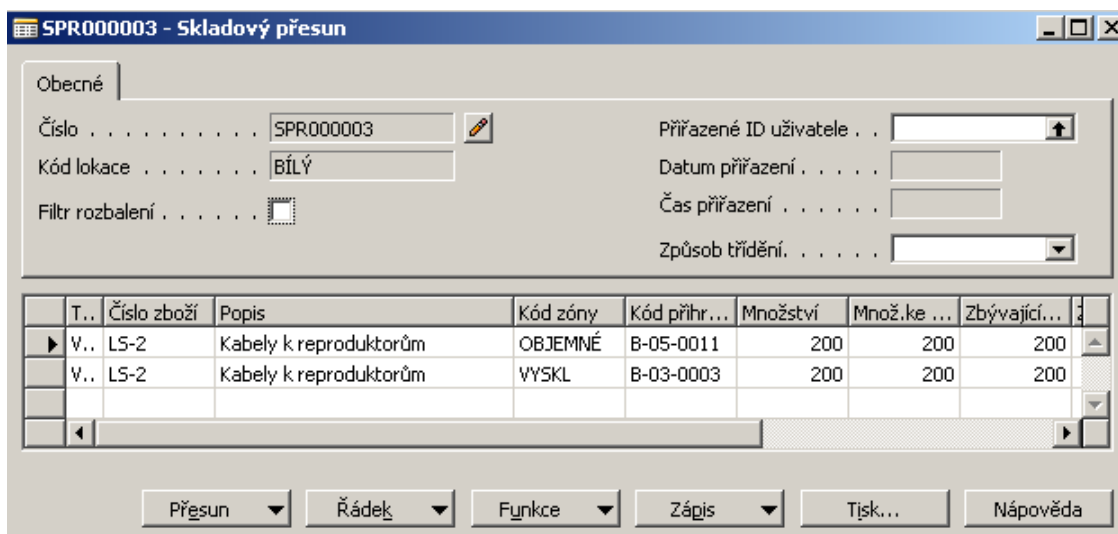 SPR000003 - Skladový přesun
Obecné
Číslo . . . . . . . . . . SPR000003
Kód lokace . . . . . . . BÍLÝ
Filtr rozbalení . . . . . .
Přiřazené ID uživatele . .
Datum přiřazení . . . . .
Čas přiřazení . . . . . .
Způsob třídění. . . . . .
T.. Číslo zboží Popis Kód zóny Kód přihr... Množství Množ.ke ... Zbývající...
V.. LS-2 Kabely k reproduktorům OBJEMNÉ B-05-0011 200 200 200
V.. LS-2 Kabely k reproduktorům VYSKL B-03-0003 200 200 200
Přesun Řádek Funkce Zápis Tisk... Nápověda